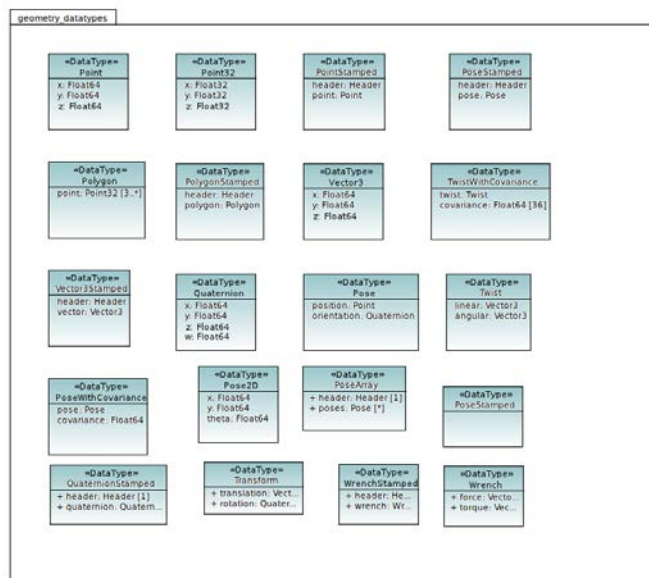 geometry_datatypes
«DataType»
Point
x: Float64
y: Float64
z: Float64
«DataType»
Point32
x: Float32
y: Float32
z: Float32
«DataType»
PointStamped
header: Header
point: Point
«DataType»
PoseStamped
header: Header
pose: Pose
«DataType»
Polygon
point: Point32 [3..*]
«DataType»
PolygonStamped
header: Header
polygon: Polygon
«DataType»
Vector3
x: Float64
y: Float64
z: Float64
«DataType»
TwistWithCovariance
twist: Twist
covariance: Float64 [36]
«DataType»
Vector3Stamped
header: Header
vector: Vector3
«DataType»
Quaternion
x: Float64
y: Float64
z: Float64
w: Float64
«DataType»
Pose
position: Point
orientation: Quaternion
«DataType»
Twist
linear: Vector3
angular: Vector3
«DataType»
PoseWithCovariance
pose: Pose
covariance: Float64
«DataType»
Pose2D
x: Float64
y: Float64
theta: Float64
«DataType»
PoseArray
+ header: Header [1]
+ poses: Pose [*]
«DataType»
PoseStamped
«DataType»
QuaternionStamped
+ header: Header [1]
+ quaternion: Quatern...
«DataType»
Transform
+ translation: Vect...
+ rotation: Quater...
«DataType»
WrenchStamped
+ header: He...
+ wrench: Wr...
«DataType»
Wrench
+ force: Vecto...
+ torque: Vec...